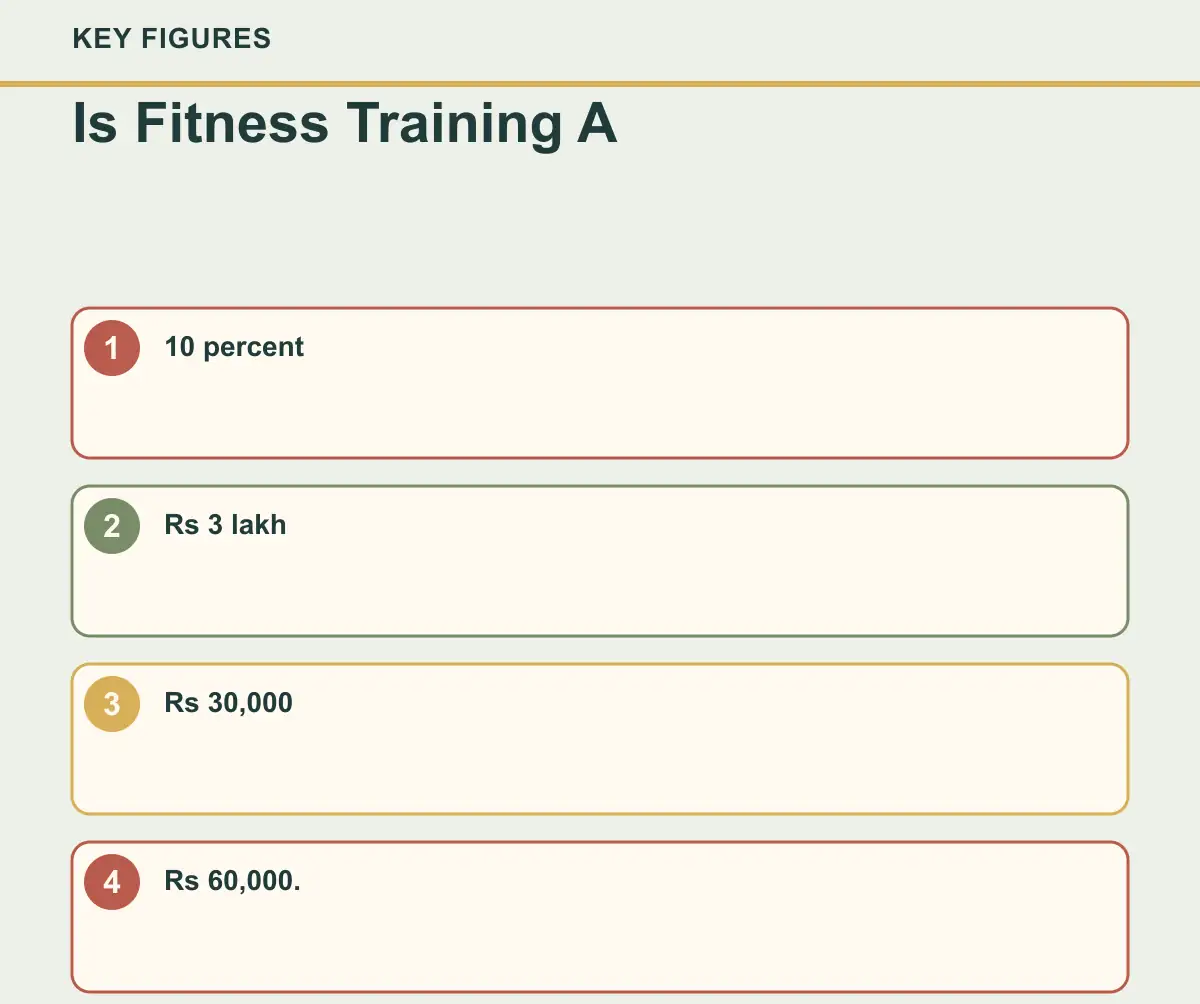 KEY FIGURES
Is Fitness Training A
1 10 percent
2 Rs 3 lakh
3 Rs 30,000
4 Rs 60,000.